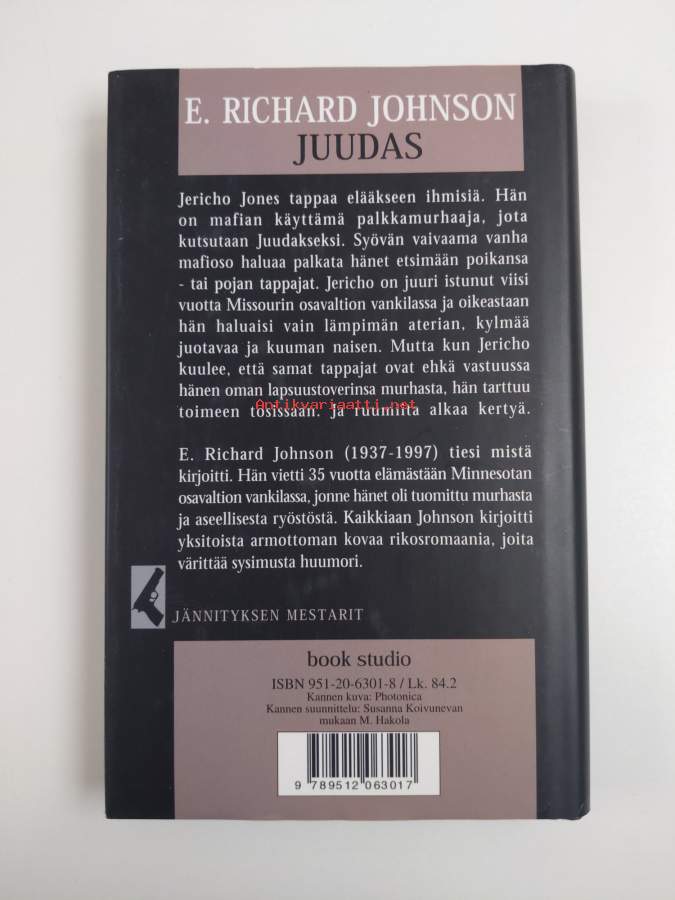 E. RICHARD JOHNSON
JUUDAS
Jericho Jones tappaa elääkseen ihmisiä. Hän
on mafian käyttämä palkkamurhaaja, jota
kutsutaan Juudakseksi. Syövän vaivaama vanha
mafioso haluaa palkata hänet etsimään poikansa
- tai pojan tappajat. Jericho on juuri istunut viisi
vuotta Missourin osavaltion vankilassa ja oikeastaan
hän haluaisi vain lämpimän aterian, kylmää
juotavaa ja kuuman naisen. Mutta kun Jericho
kuulee, että samat tappajat ovat ehkä vastuussa
hänen oman lapsuustoverinsa murhasta, hän tarttuu
Antikvariaatti.net
toimeen tosissaan: ja ruumiita alkaa kertyä.
E. Richard Johnson (1937-1997) tiesi mistä
kirjoitti. Hän vietti 35 vuotta elämästään Minnesotan
osavaltion vankilassa, jonne hänet oli tuomittu murhasta
ja aseellisesta ryöstöstä. Kaikkiaan Johnson kirjoitti
yksitoista armottoman kovaa rikosromaania, joita
värittää sysimusta huumori.
JÄNNITYKSEN MESTARIT
book studio
ISBN 951-20-6301-8 / Lk. 84.2
Kannen kuva: Photonica
Kannen suunnittelu: Susanna Koivunevan
mukaan M. Hakola
9 789512 063017